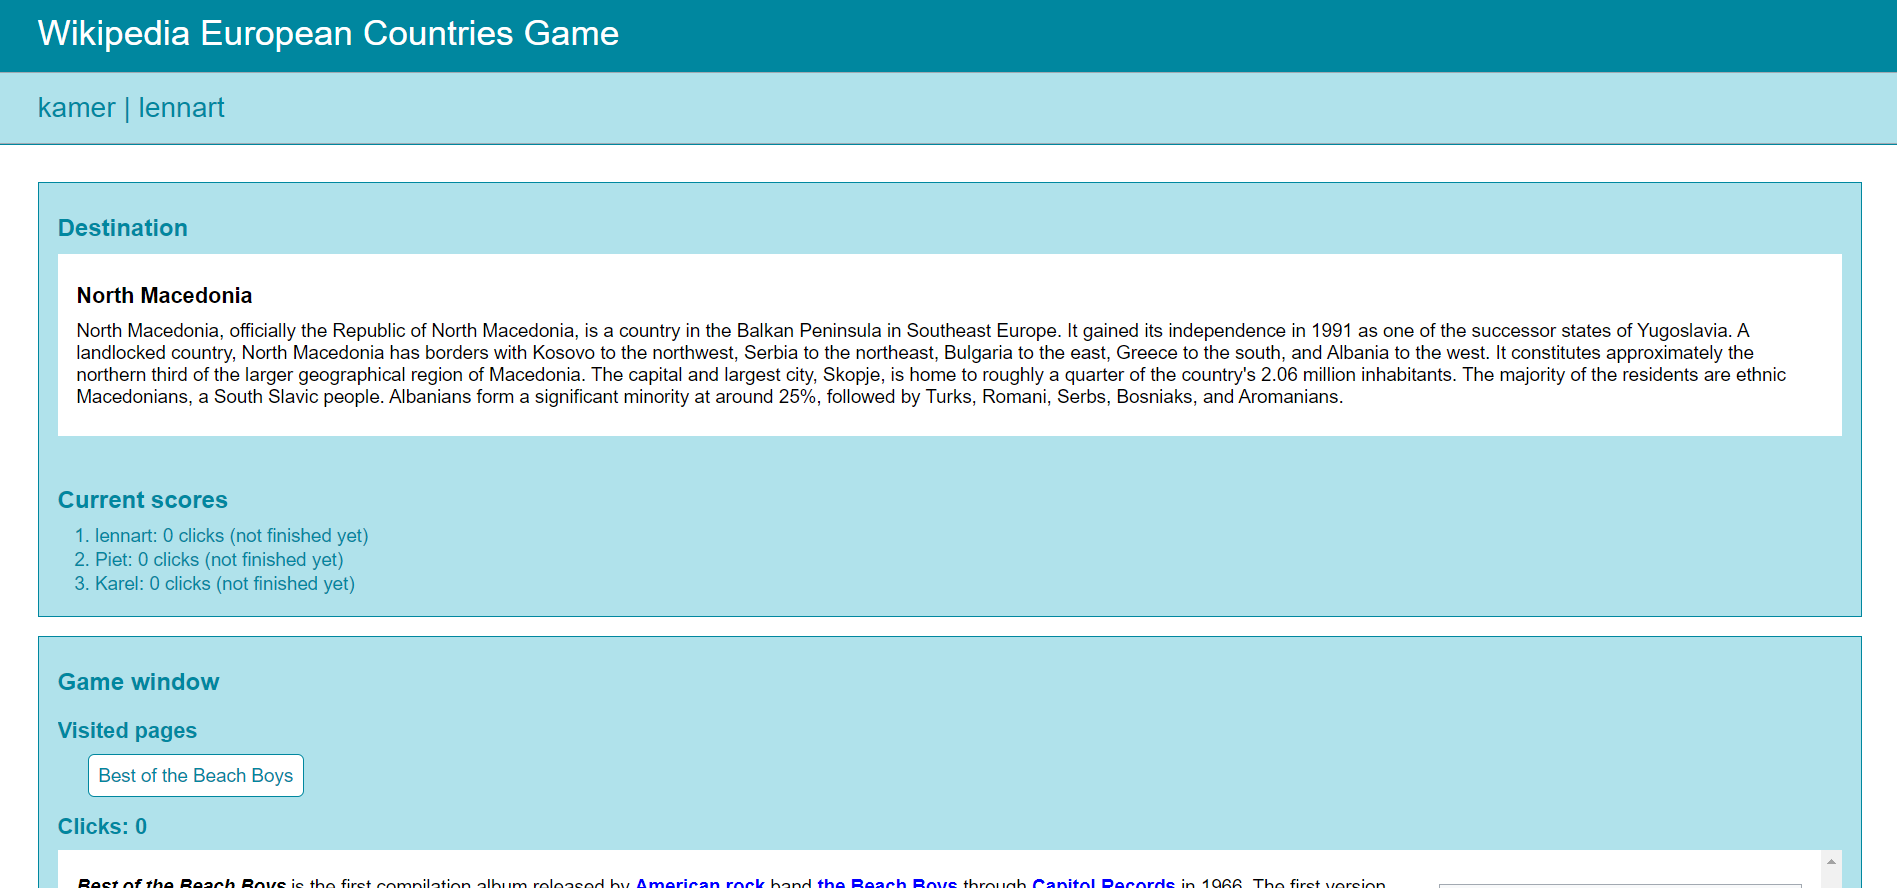 Wikipedia European Countries Game
kamer | lennart
Destination
North Macedonia
North Macedonia, officially the Republic of North Macedonia, is a country in the Balkan Peninsula in Southeast Europe. It gained its independence in 1991 as one of the successor states of Yugoslavia. A
landlocked country, North Macedonia has borders with Kosovo to the northwest, Serbia to the northeast, Bulgaria to the east, Greece to the south, and Albania to the west. It constitutes approximately the
northern third of the larger geographical region of Macedonia. The capital and largest city, Skopje, is home to roughly a quarter of the country's 2.06 million inhabitants. The majority of the residents are ethnic
Macedonians, a South Slavic people. Albanians form a significant minority at around 25%, followed by Turks, Romani, Serbs, Bosniaks, and Aromanians.
Current scores
1. lennart: 0 clicks (not finished yet)
2. Piet: 0 clicks (not finished yet)
3. Karel: 0 clicks (not finished yet)
Game window
Visited pages
Best of the Beach Boys
Clicks: 0
Best of the Beach Boys is the first compilation album released by American rock band the Beach Boys through Capitol Records in 1966. The first version